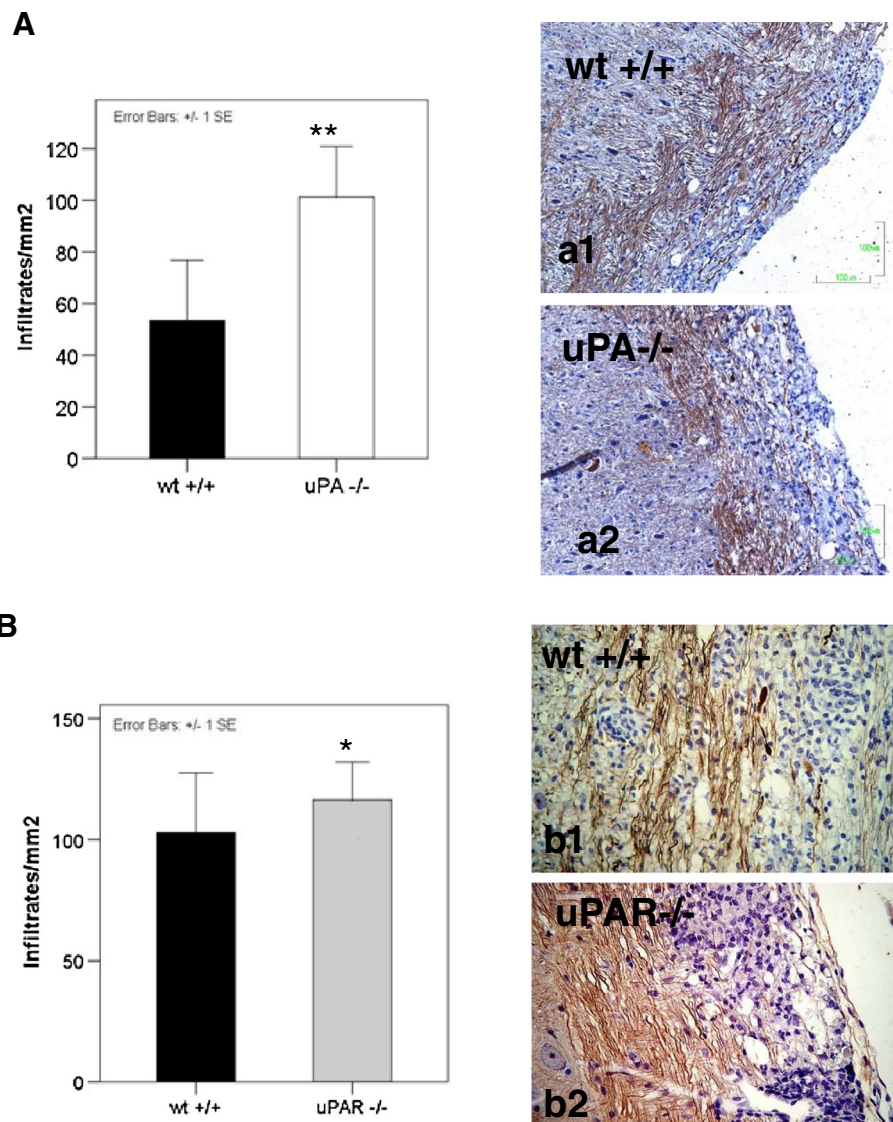 A
Error Bars: +/- 1 SE
**
Infiltrates/mm2
120
100
80
60
40
20
0
wt +/+
uPA -/-
wt +/+
a1
100
100
uPA-/-
a2
B
Error Bars: +/- 1 SE
*
Infiltrates/mm2
150
100
50
0
wt +/+
uPAR -/-
wt +/+
b1
uPAR-/-
b2